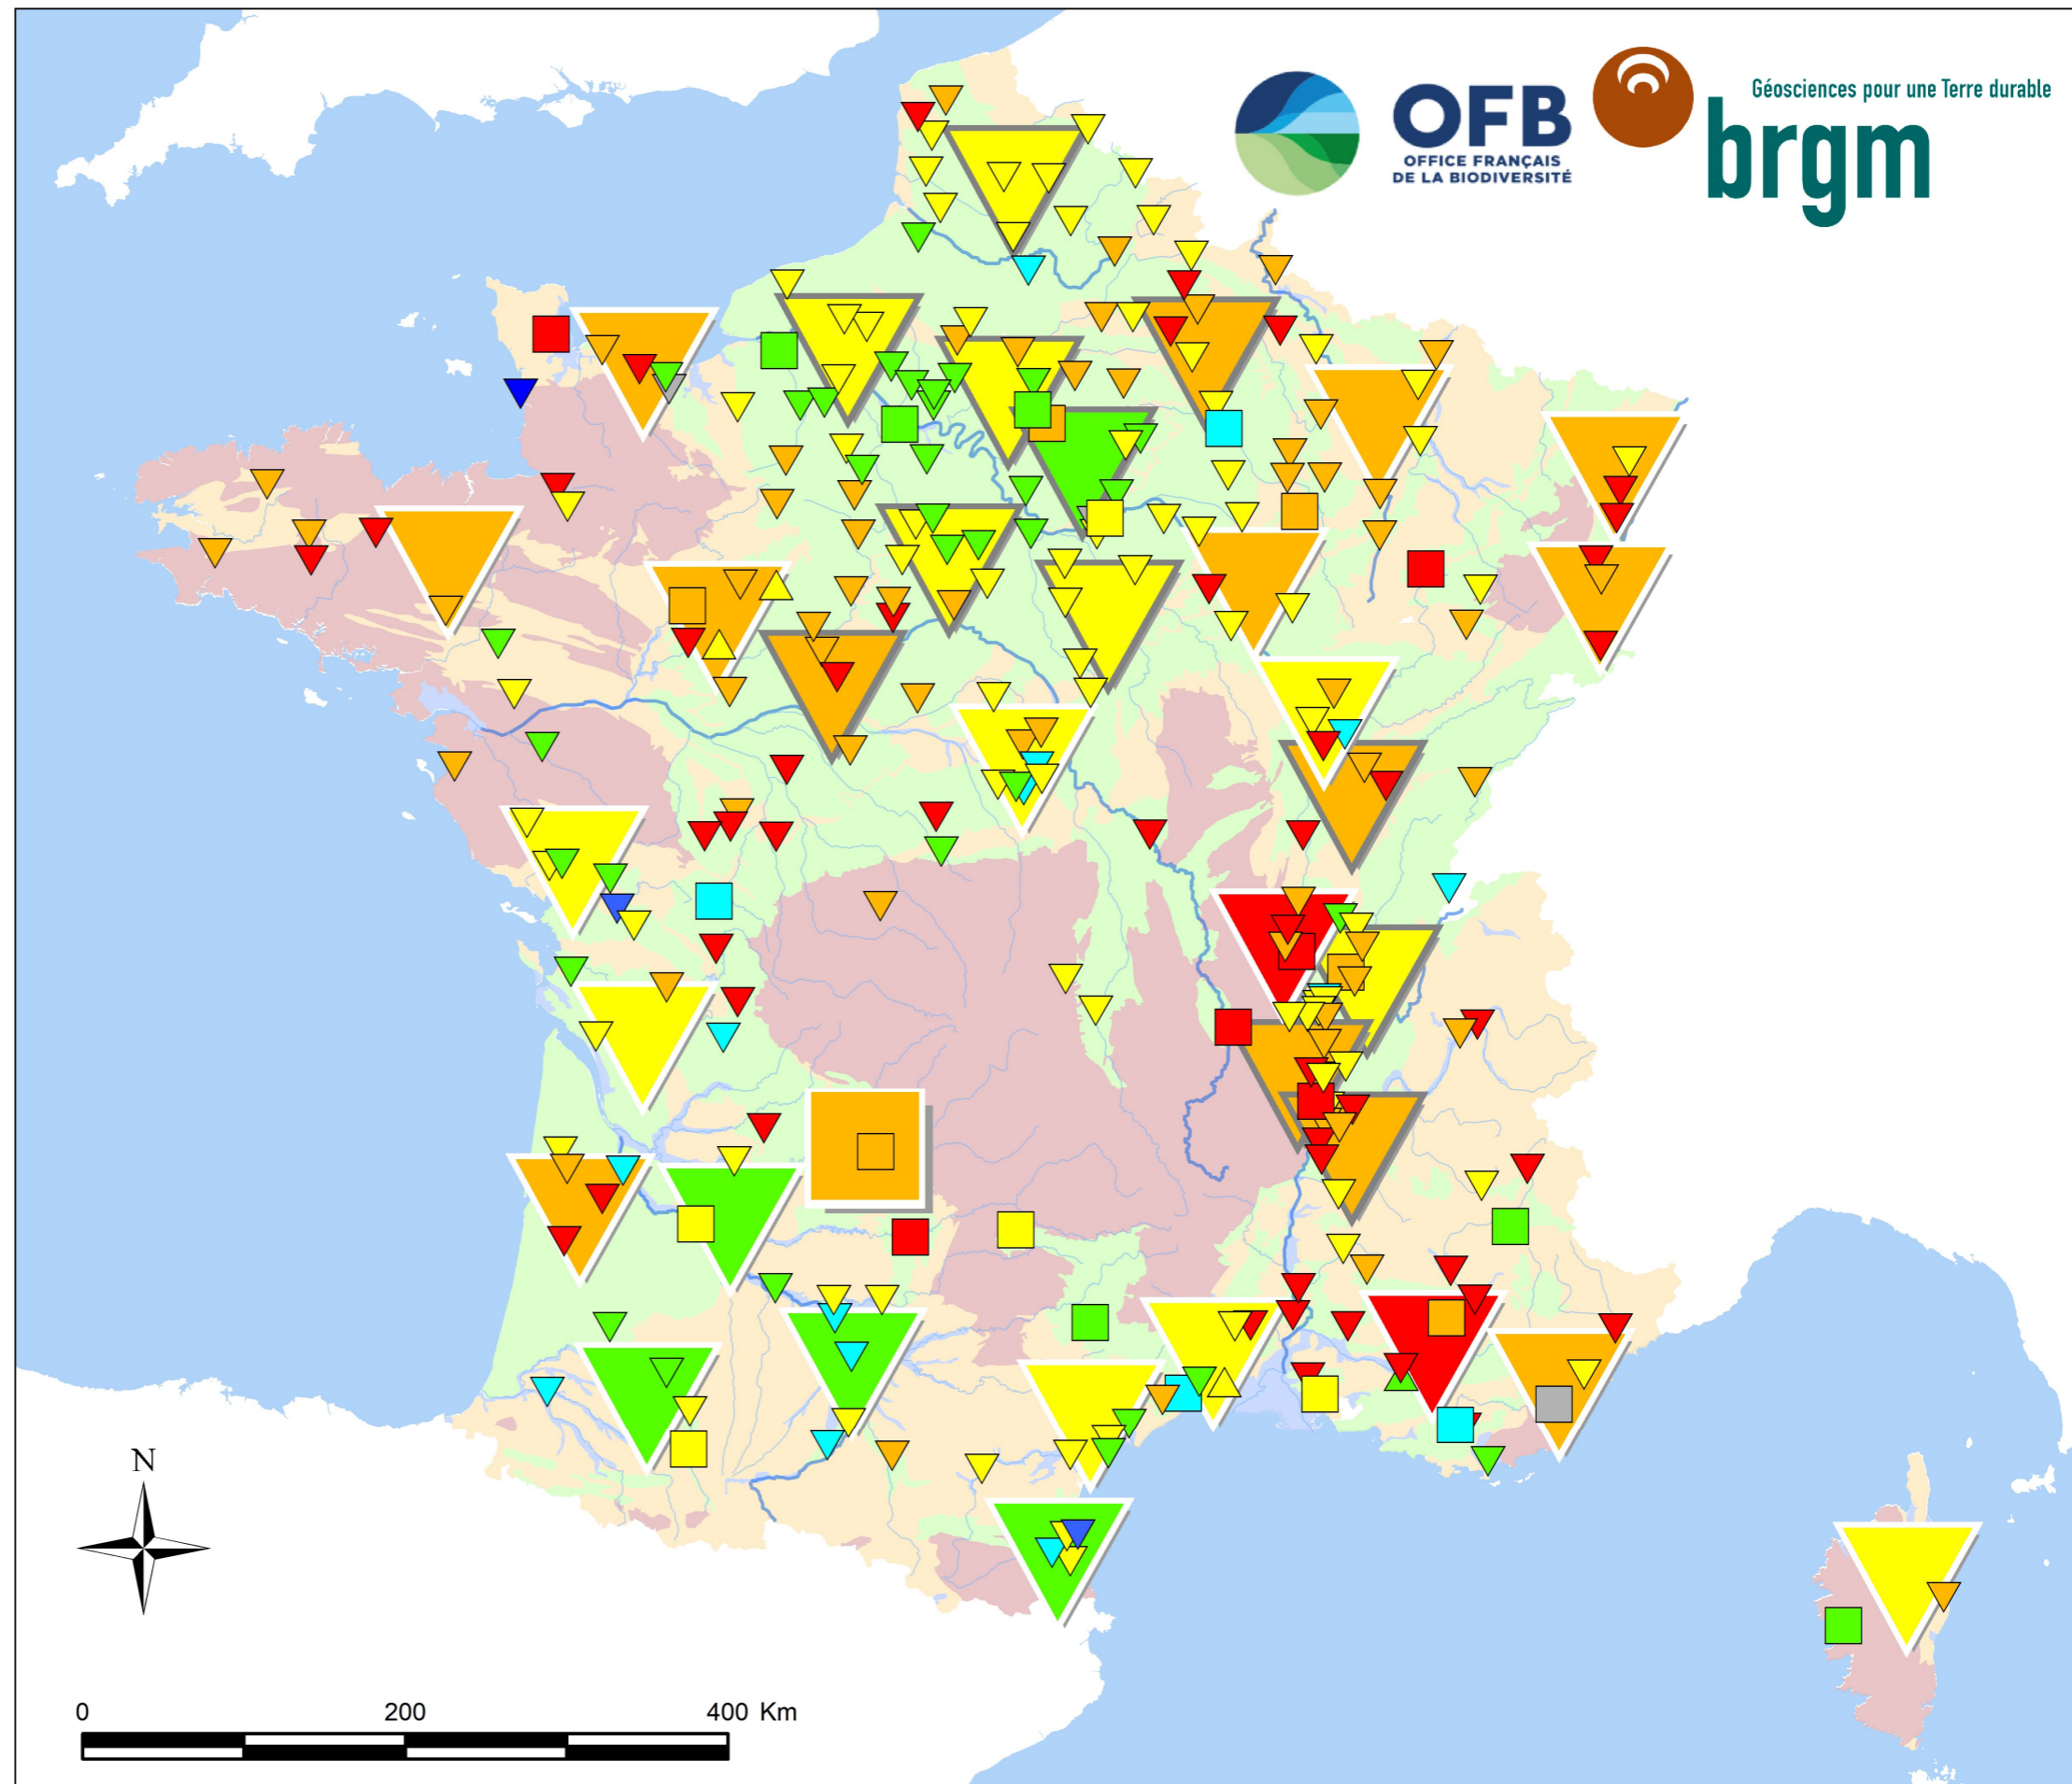 OFB
OFFICE FRANÇAIS
DE LA BIODIVERSITÉ
Géosciences pour une Terre durable
brgm
N
0 200 400 Km